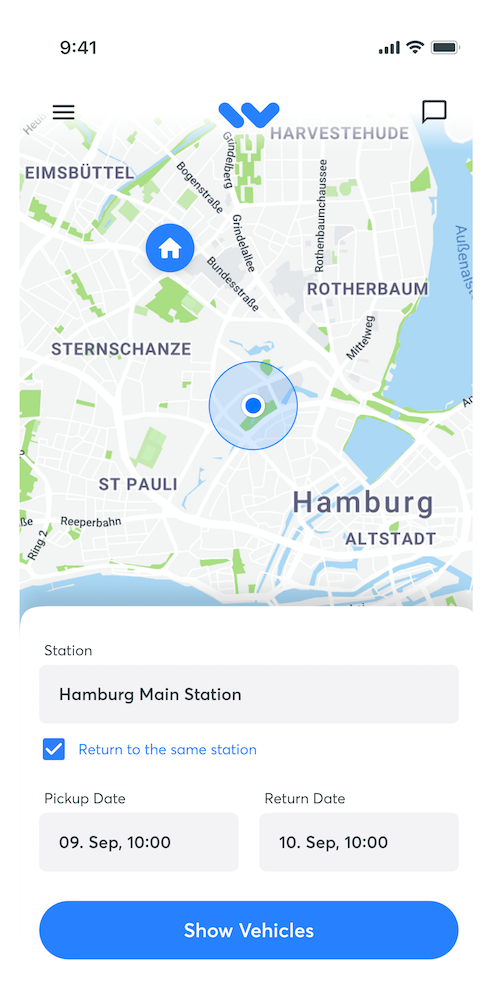 9:41
HARVESTEHUDE
Grindelberg
EIMSBÜTTEL
Bogenstraße
Rothenbaumchaussee
Grindelallee
Bundesstraße
ROTHERBAUM
Mittelweg
STERNSCHANZE
ST PAULI
Hamburg
ße
Reeperbahn
Ring 2
ALTSTADT
Station
Hamburg Main Station
Return to the same station
Pickup Date Return Date
09. Sep, 10:00 10. Sep, 10:00
Show Vehicles